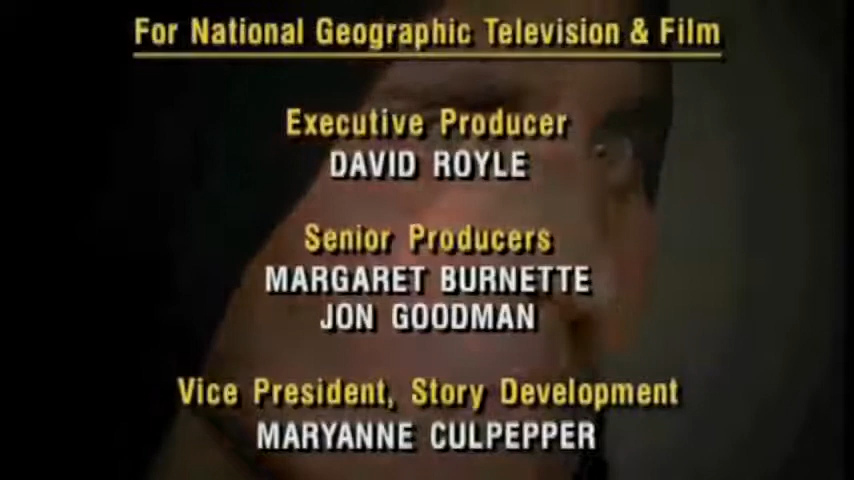 For National Geographic Television & Film
Executive Producer
DAVID ROYLE
Senior Producers
MARGARET BURNETTE
JON GOODMAN
Vice President, Story Development
MARYANNE CULPEPPER